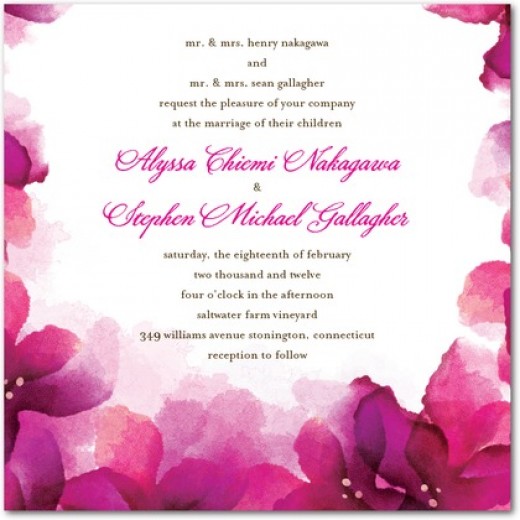 mr. & mrs. henry nakagawa
and
mr. & mrs. sean gallagher
request the pleasure of your company
at the marriage of their children
Alyssa Chiemi Nakagawa
&
Stephen Michael Gallagher
saturday, the eighteenth of february
two thousand and twelve
four o'clock in the afternoon
saltwater farm vineyard
349 williams avenue stonington, connecticut
reception to follow